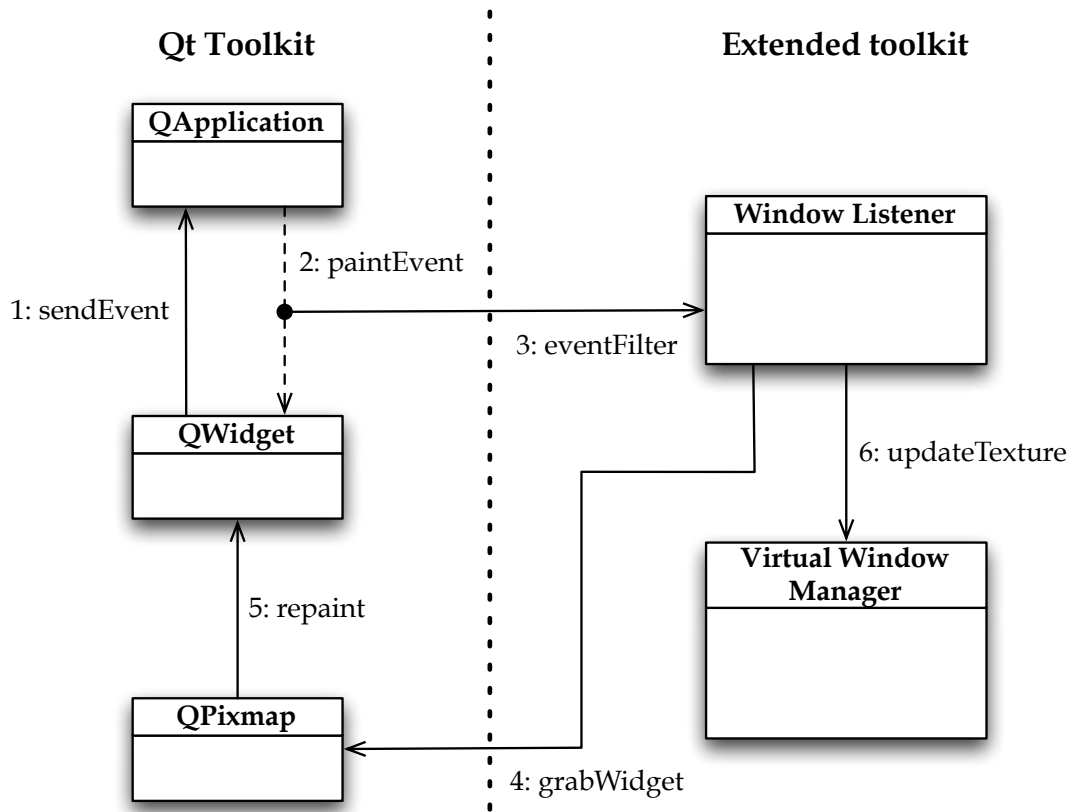 Qt Toolkit
Extended toolkit
QApplication
Window Listener
2: paintEvent
1: sendEvent
3: eventFilter
QWidget
6: updateTexture
Virtual Window
Manager
5: repaint
QPixmap
4: grabWidget